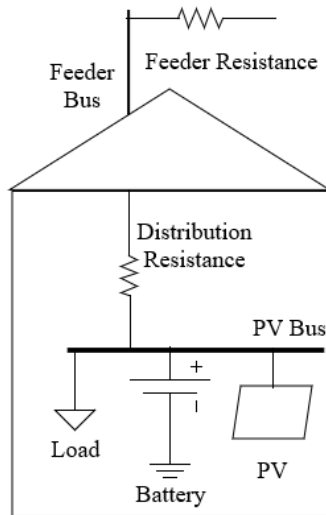 Feeder
Bus
Feeder Resistance
Distribution
Resistance
PV Bus
+
Load
Battery
PV